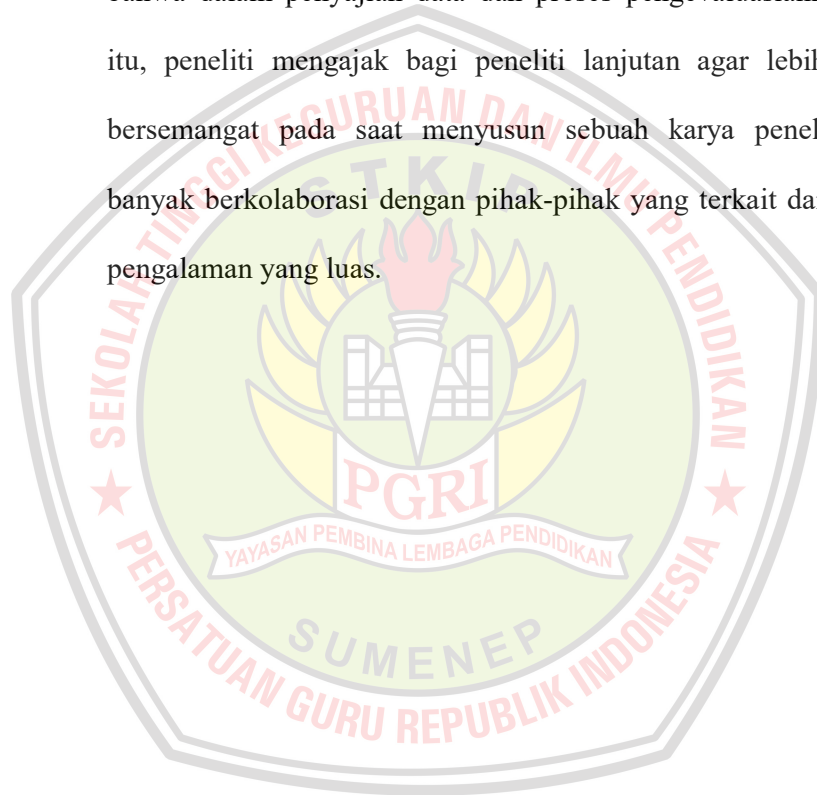 itu, peneliti mengajak bagi peneliti lanjutan agar lebih
bersemangat pada saat menyusun sebuah karya penel
banyak berkolaborasi dengan pihak-pihak yang terkait da
pengalaman yang luas.
SEKOLAH TINGGI KEGURUAN DAN ILMU PENDIDIKAN
STKIP
PGRI
YAYASAN PEMBINA LEMBAGA PENDIDIKAN
SUMENEP
PERSATUAN GURU REPUBLIK INDONESIA